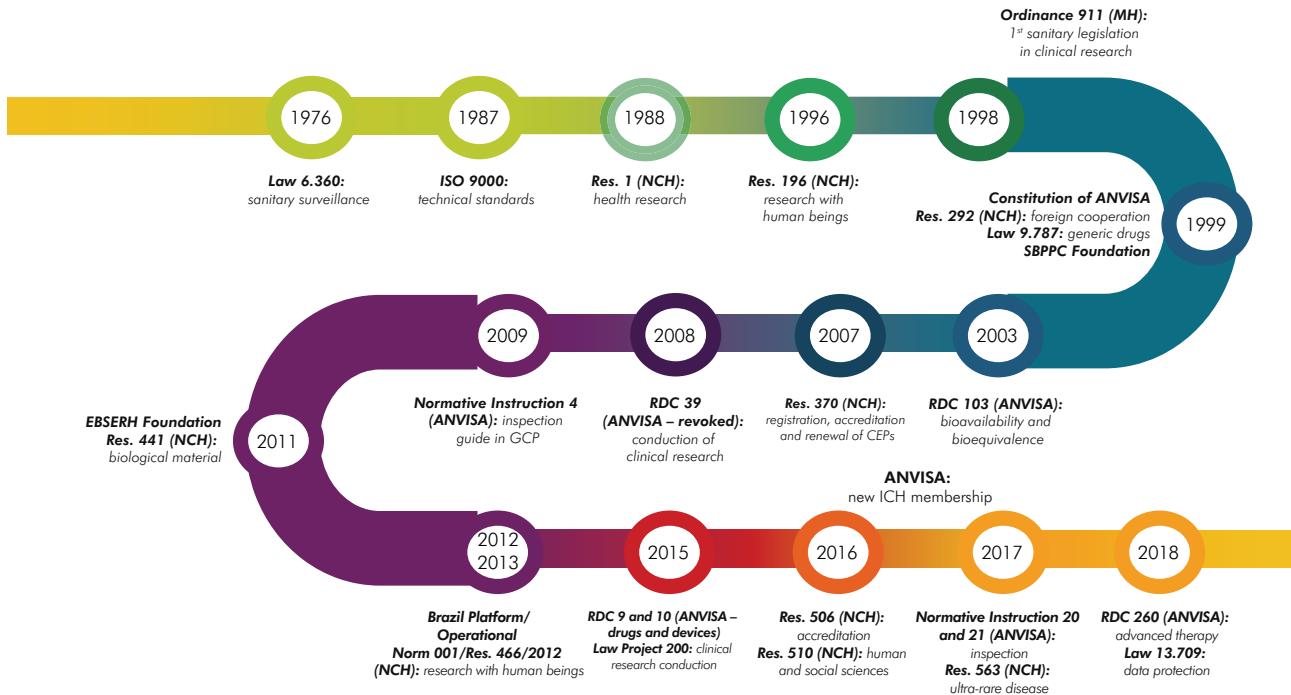 Ordinance 911 (MH):
1st sanitary legislation
in clinical research
1976
1987
1988
1996
1998
Law 6.360:
sanitary surveillance
ISO 9000:
technical standards
Res. 1 (NCH):
health research
Res. 196 (NCH):
research with
human beings
Constitution of ANVISA
Res. 292 (NCH): foreign cooperation
Law 9.787: generic drugs
SBPPC Foundation
1999
2009
2008
2007
2003
Normative Instruction 4
(ANVISA): inspection
guide in GCP
RDC 39
(ANVISA – revoked):
conduction of
clinical research
Res. 370 (NCH):
registration, accreditation
and renewal of CEPs
RDC 103 (ANVISA):
bioavailability and
bioequivalence
EBSERH Foundation
Res. 441 (NCH):
biological material
2011
ANVISA:
new ICH membership
2012
2013
2015
2016
2017
2018
Brazil Platform/
Operational
Norm 001/Res. 466/2012
(NCH): research with human beings
RDC 9 and 10 (ANVISA –
drugs and devices)
Law Project 200: clinical
research conduction
Res. 506 (NCH):
accreditation
Res. 510 (NCH): human
and social sciences
Normative Instruction 20
and 21 (ANVISA):
inspection
Res. 563 (NCH):
ultra-rare disease
RDC 260 (ANVISA):
advanced therapy
Law 13.709:
data protection